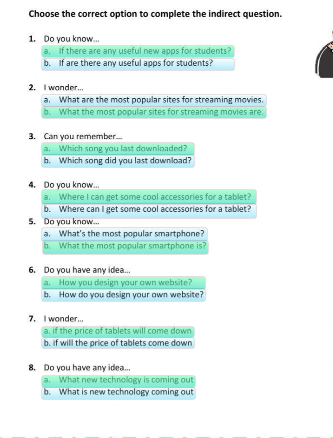 Choose the correct option to complete the indirect question.
1. Do you know...
a. If there are any useful new apps for students?
b. If are there any useful apps for students?
2. I wonder...
a. What are the most popular sites for streaming movies.
b. What the most popular sites for streaming movies are.
3. Can you remember...
a. Which song you last downloaded?
b. Which song did you last download?
4. Do you know...
a. Where I can get some cool accessories for a tablet?
b. Where can I get some cool accessories for a tablet?
5. Do you know...
a. What's the most popular smartphone?
b. What the most popular smartphone is?
6. Do you have any idea...
a. How you design your own website?
b. How do you design your own website?
7. I wonder...
a. if the price of tablets will come down
b. if will the price of tablets come down
8. Do you have any idea...
a. What new technology is coming out
b. What is new technology coming out